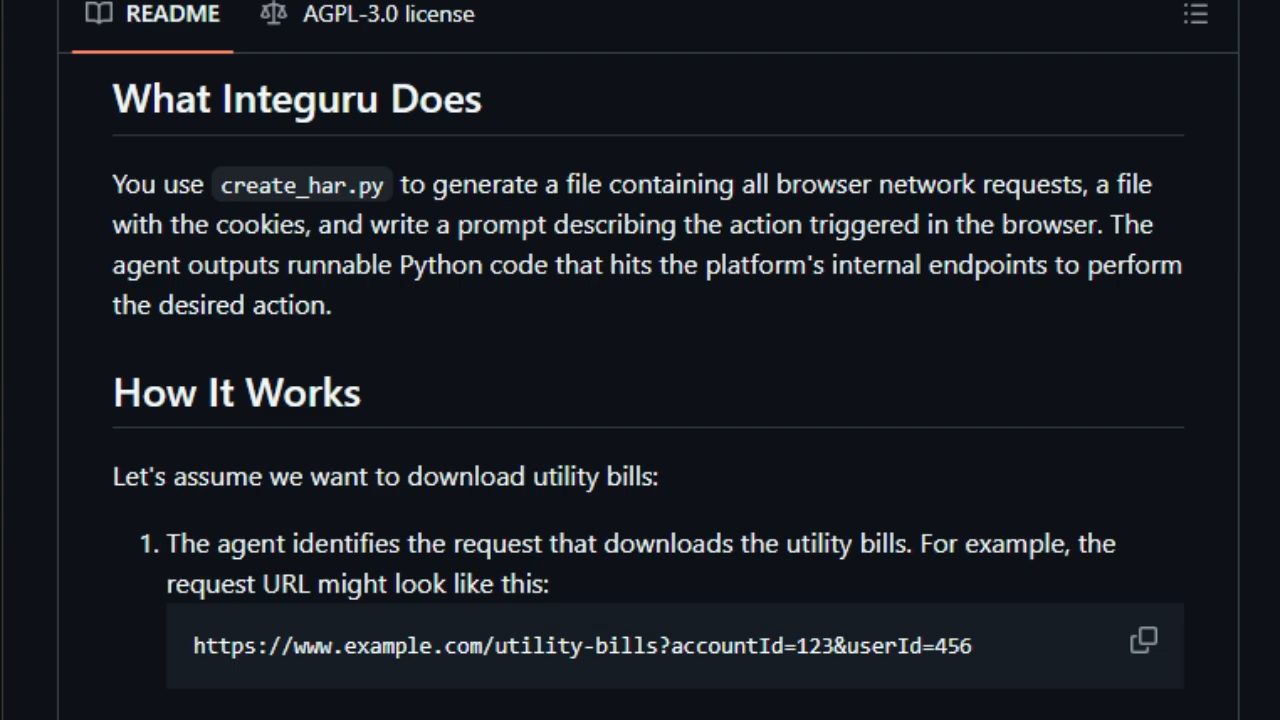 README AGPL-3.0 license
What Integuru Does
You use create_har.py to generate a file containing all browser network requests, a file
with the cookies, and write a prompt describing the action triggered in the browser. The
agent outputs runnable Python code that hits the platform's internal endpoints to perform
the desired action.
How It Works
Let's assume we want to download utility bills:
1. The agent identifies the request that downloads the utility bills. For example, the
request URL might look like this:
https://www.example.com/utility-bills?accountId=123&userId=456